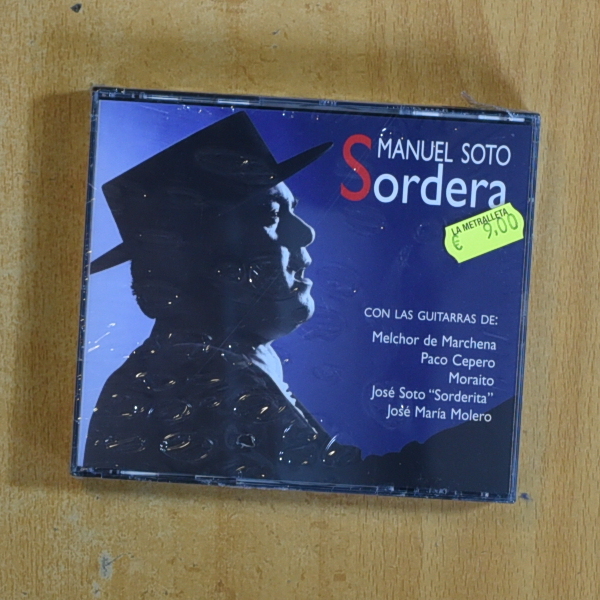 MANUEL SOTO
Sordera
LA METRALLETA
€ 9,00
CON LAS GUITARRAS DE:
Melchor de Marchena
Paco Cepero
Moraito
José Soto "Sorderita"
José María Molero